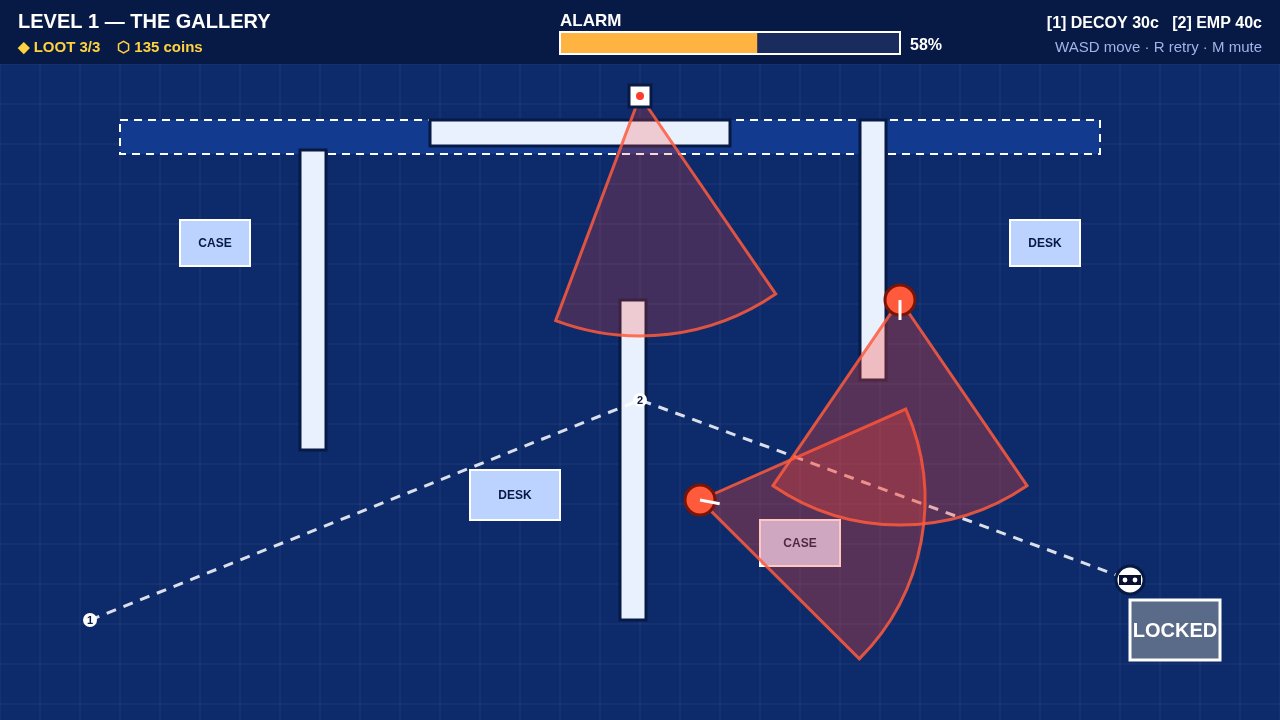 LEVEL 1 — THE GALLERY
◆ LOOT 3/3 ⬡ 135 coins
ALARM
58%
[1] DECOY 30c [2] EMP 40c
WASD move · R retry · M mute
CASE
DESK
2
DESK
CASE
1
LOCKED